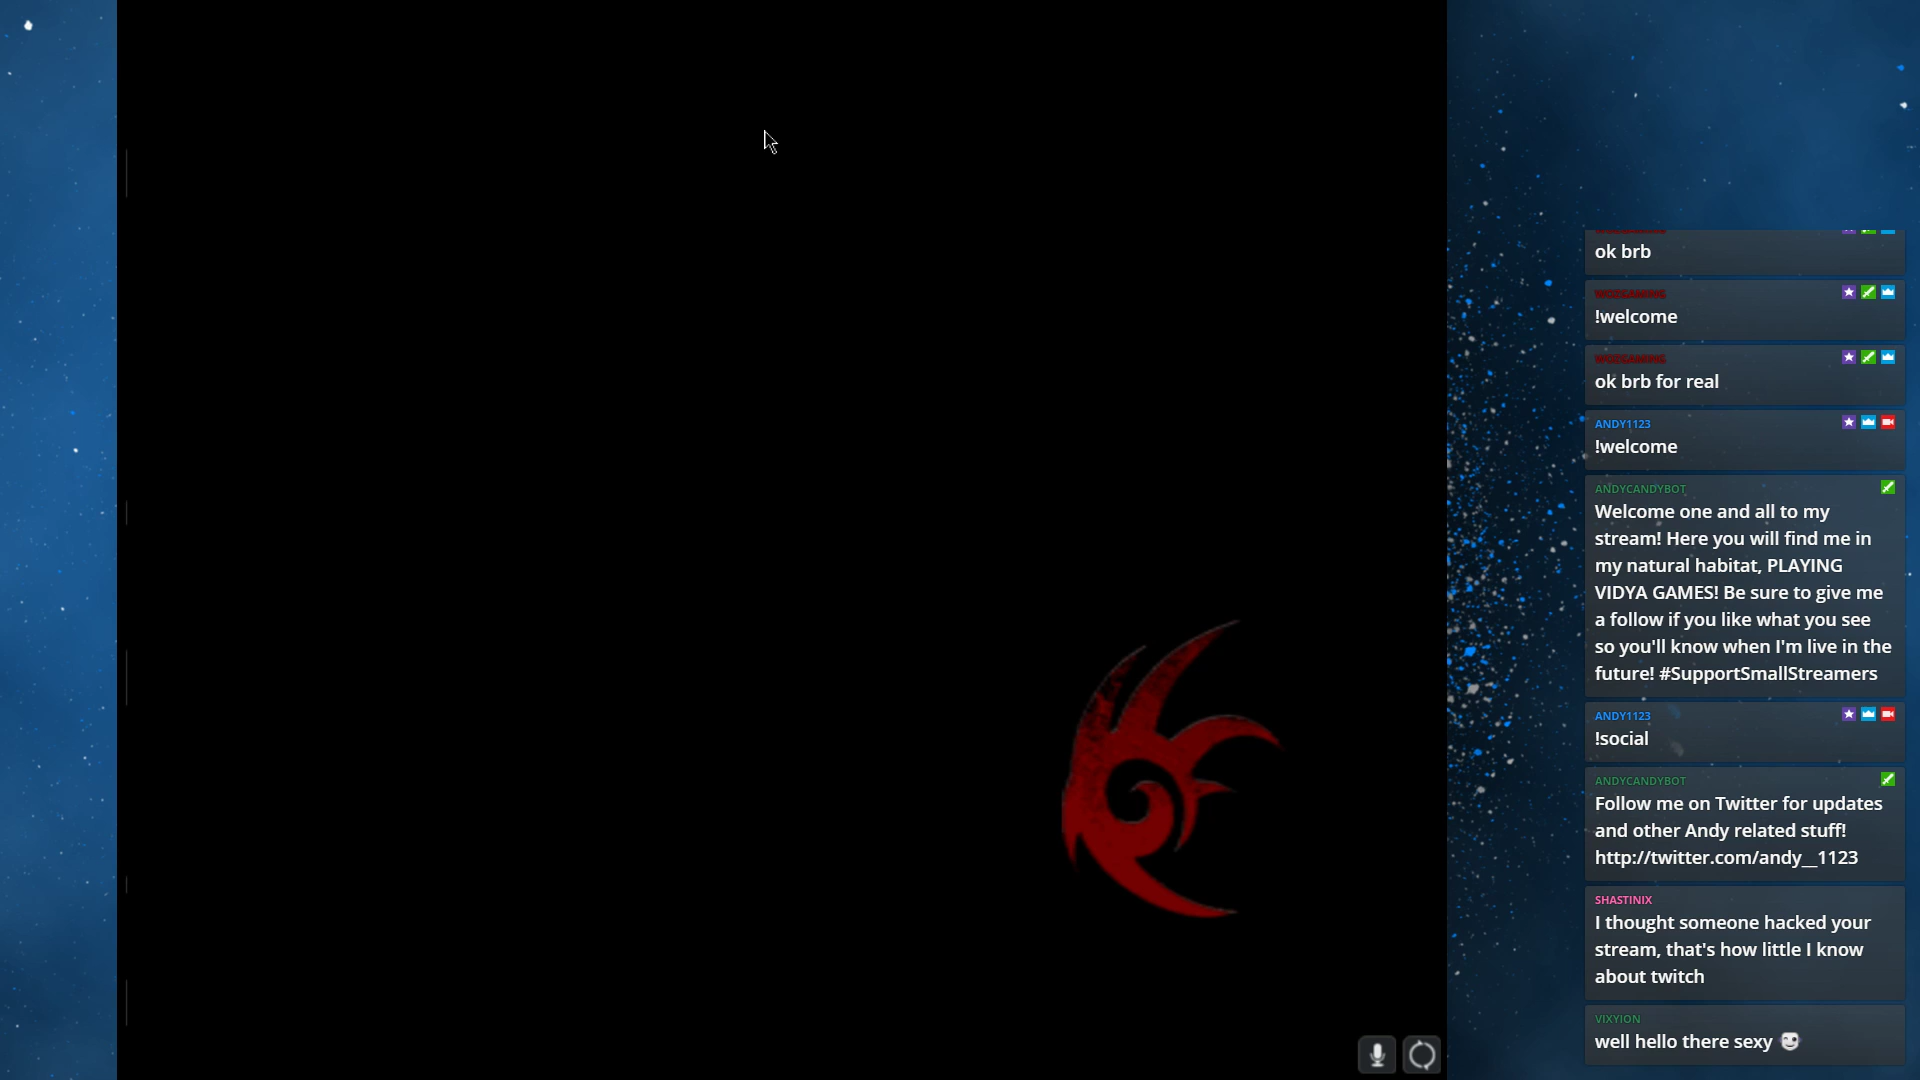 ok brb
!welcome
ok brb for real
ANDY1123
!welcome
ANDYCANDYBOT
Welcome one and all to my
stream! Here you will find me in
my natural habitat, PLAYING
VIDYA GAMES! Be sure to give me
a follow if you like what you see
so you'll know when I'm live in the
future! #SupportSmallStreamers
ANDY1123
!social
ANDYCANDYBOT
Follow me on Twitter for updates
and other Andy related stuff!
http://twitter.com/andy__1123
SHASTINIX
I thought someone hacked your
stream, that's how little I know
about twitch
VIXYION
well hello there sexy